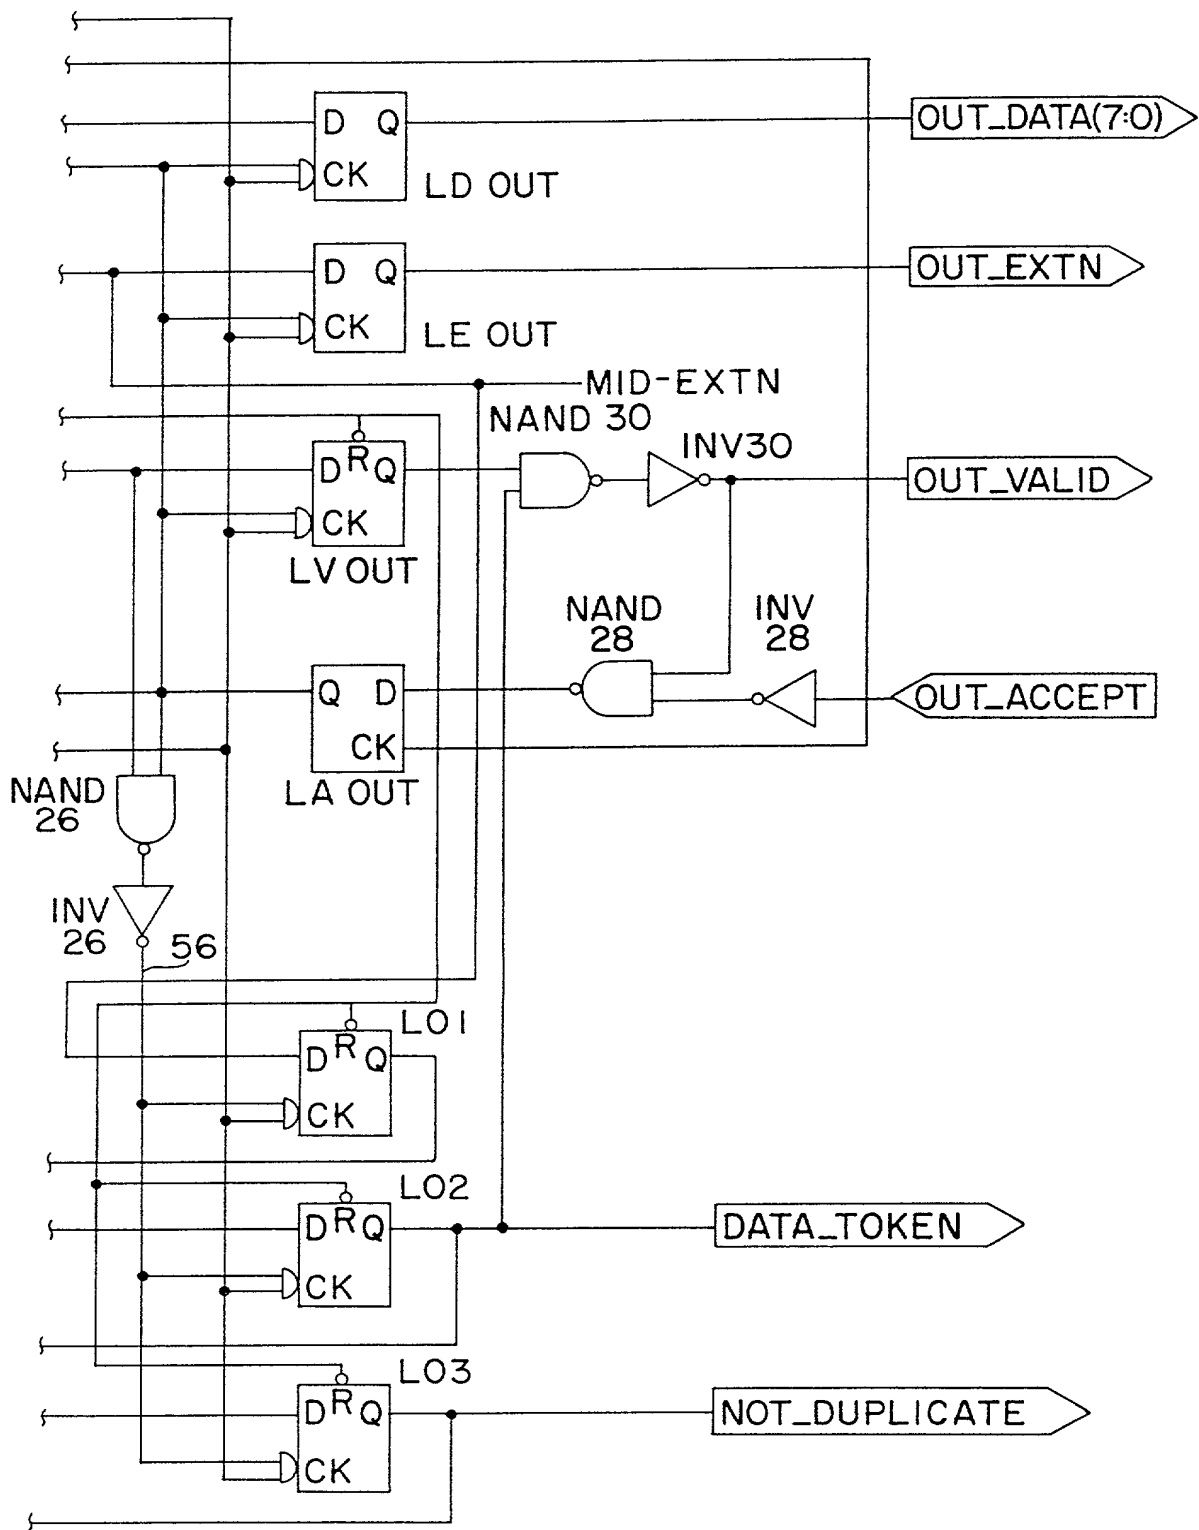 D Q
OUT_DATA(7:0)
CK
LD OUT
D Q
OUT_EXTN
CK
LE OUT
MID-EXTN
NAND 30
INV30
D R Q
OUT_VALID
CK
LV OUT
NAND
28
INV
28
Q D
OUT_ACCEPT
CK
LA OUT
NAND
26
INV
26
56
LO1
D R Q
CK
LO2
D R Q
DATA_TOKEN
CK
LO3
D R Q
NOT_DUPLICATE
CK